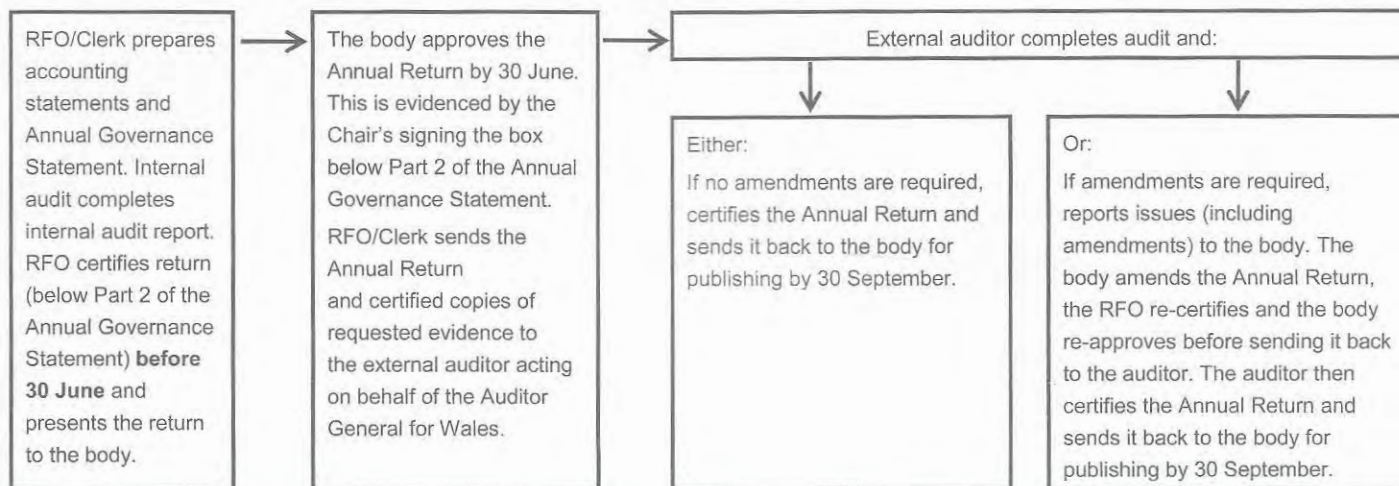 RFO/Clerk prepares
accounting
statements and
Annual Governance
Statement. Internal
audit completes
internal audit report.
RFO certifies return
(below Part 2 of the
Annual Governance
Statement) before
30 June and
presents the return
to the body.
The body approves the
Annual Return by 30 June.
This is evidenced by the
Chair's signing the box
below Part 2 of the Annual
Governance Statement.
RFO/Clerk sends the
Annual Return
and certified copies of
requested evidence to
the external auditor acting
on behalf of the Auditor
General for Wales.
External auditor completes audit and:
Either:
If no amendments are required,
certifies the Annual Return and
sends it back to the body for
publishing by 30 September.
Or:
If amendments are required,
reports issues (including
amendments) to the body. The
body amends the Annual Return,
the RFO re-certifies and the body
re-approves before sending it back
to the auditor. The auditor then
certifies the Annual Return and
sends it back to the body for
publishing by 30 September.